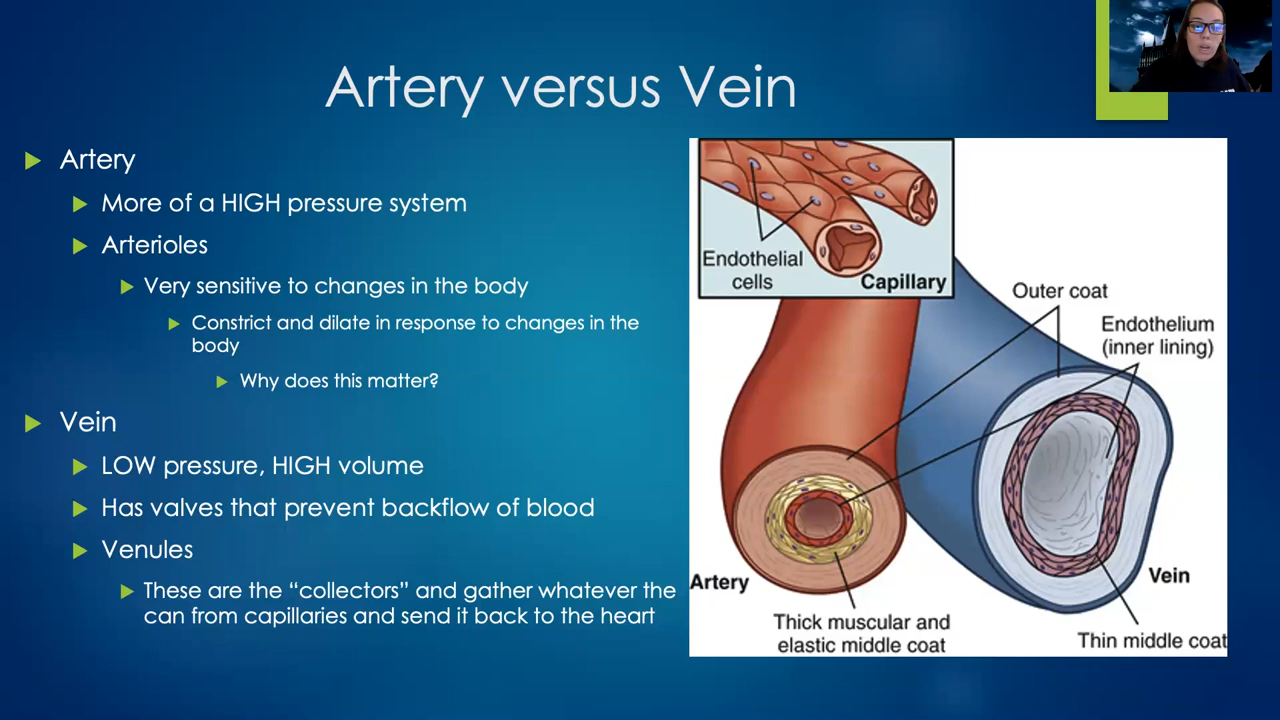 Artery versus Vein
Artery
More of a HIGH pressure system
Arterioles
Very sensitive to changes in the body
Constrict and dilate in response to changes in the
body
Why does this matter?
Vein
LOW pressure, HIGH volume
Has valves that prevent backflow of blood
Venules
These are the “collectors” and gather whatever the
can from capillaries and send it back to the heart
Endothelial
cells
Capillary
Outer coat
Endothelium
(inner lining)
Artery
Vein
Thick muscular and
elastic middle coat
Thin middle coat